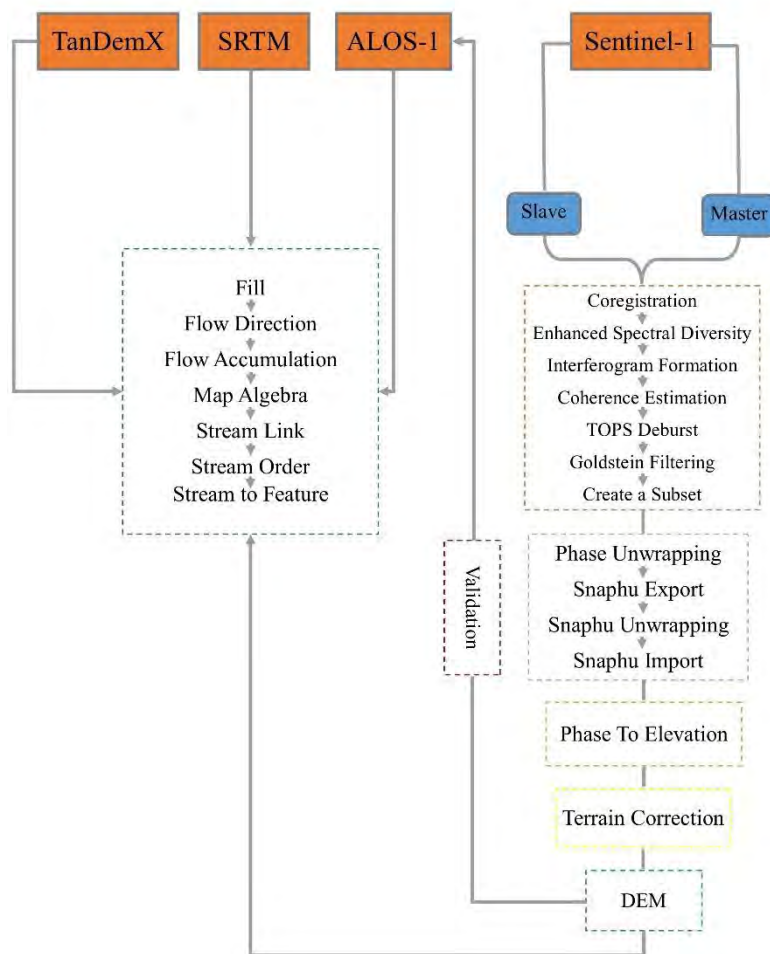 TanDemX
SRTM
ALOS-1
Sentinel-1
Slave
Master
Fill
Flow Direction
Flow Accumulation
Map Algebra
Stream Link
Stream Order
Stream to Feature
Coregistration
Enhanced Spectral Diversity
Interferogram Formation
Coherence Estimation
TOPS Deburst
Goldstein Filtering
Create a Subset
Validation
Phase Unwrapping
Snaphu Export
Snaphu Unwrapping
Snaphu Import
Phase To Elevation
Terrain Correction
DEM